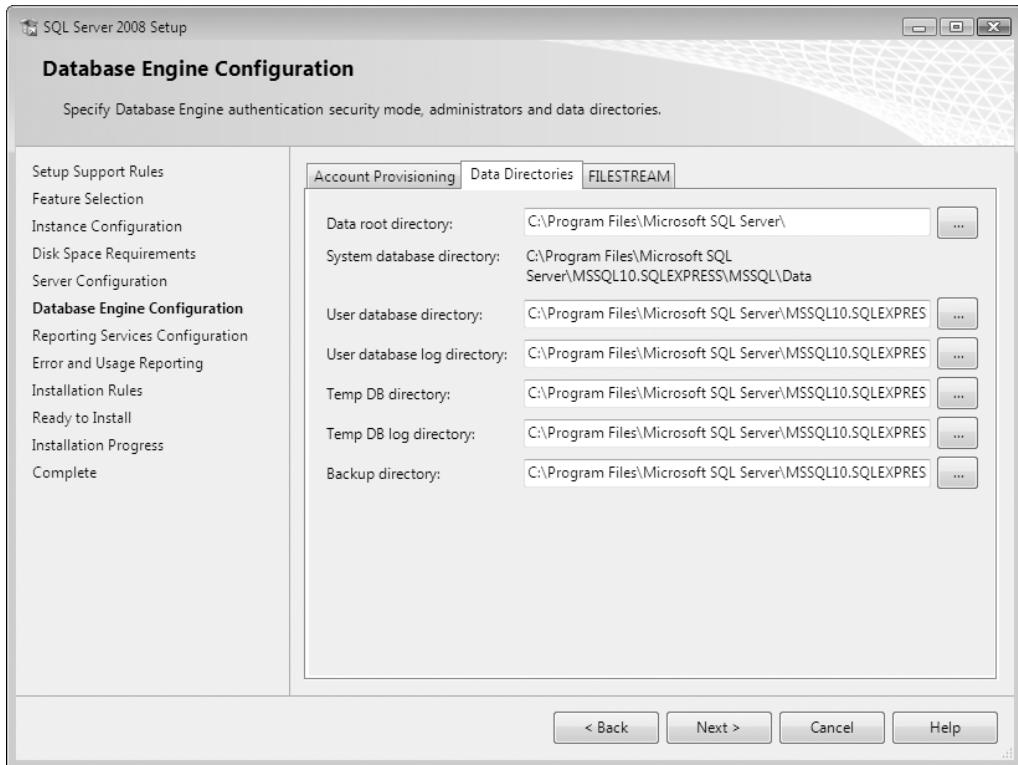 SQL Server 2008 Setup
Database Engine Configuration
Specify Database Engine authentication security mode, administrators and data directories.
Setup Support Rules
Feature Selection
Instance Configuration
Disk Space Requirements
Server Configuration
Database Engine Configuration
Reporting Services Configuration
Error and Usage Reporting
Installation Rules
Ready to Install
Installation Progress
Complete
Account Provisioning Data Directories FILESTREAM
Data root directory: C:\Program Files\Microsoft SQL Server\ ...
System database directory: C:\Program Files\Microsoft SQL
Server\MSSQL10.SQLEXPRESS\MSSQL\Data
User database directory: C:\Program Files\Microsoft SQL Server\MSSQL10.SQLEXPRES ...
User database log directory: C:\Program Files\Microsoft SQL Server\MSSQL10.SQLEXPRES ...
Temp DB directory: C:\Program Files\Microsoft SQL Server\MSSQL10.SQLEXPRES ...
Temp DB log directory: C:\Program Files\Microsoft SQL Server\MSSQL10.SQLEXPRES ...
Backup directory: C:\Program Files\Microsoft SQL Server\MSSQL10.SQLEXPRES ...
< Back Next > Cancel Help